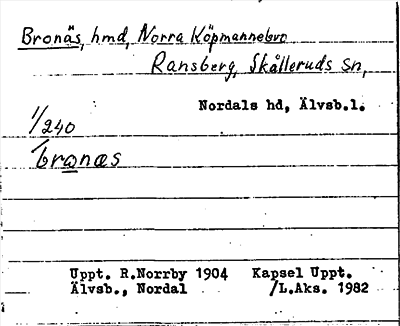 Bronäs, hmd, Norra Köpmannebro
Ransberg, Skålleruds sn,
Nordals hd, Älvsb.l.
1/240
bronæs
Uppt. R.Norrby 1904 Kapsel Uppt.
Älvsb., Nordal /L.Aks. 1982